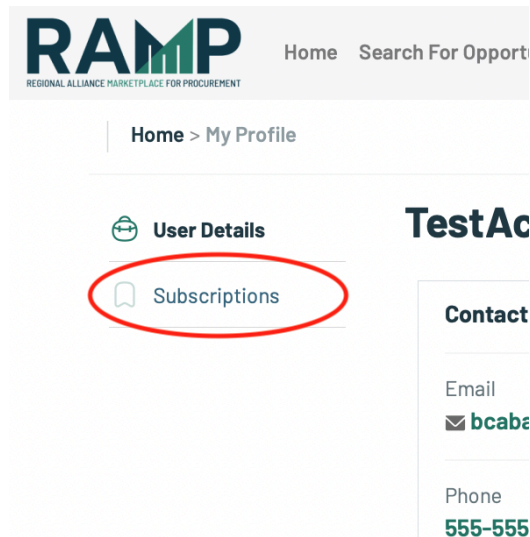 RAMP
REGIONAL ALLIANCE MARKETPLACE FOR PROCUREMENT
Home Search For Opport
Home > My Profile
User Details
Subscriptions
TestAc
Contact
Email
bcaba
Phone
555-555